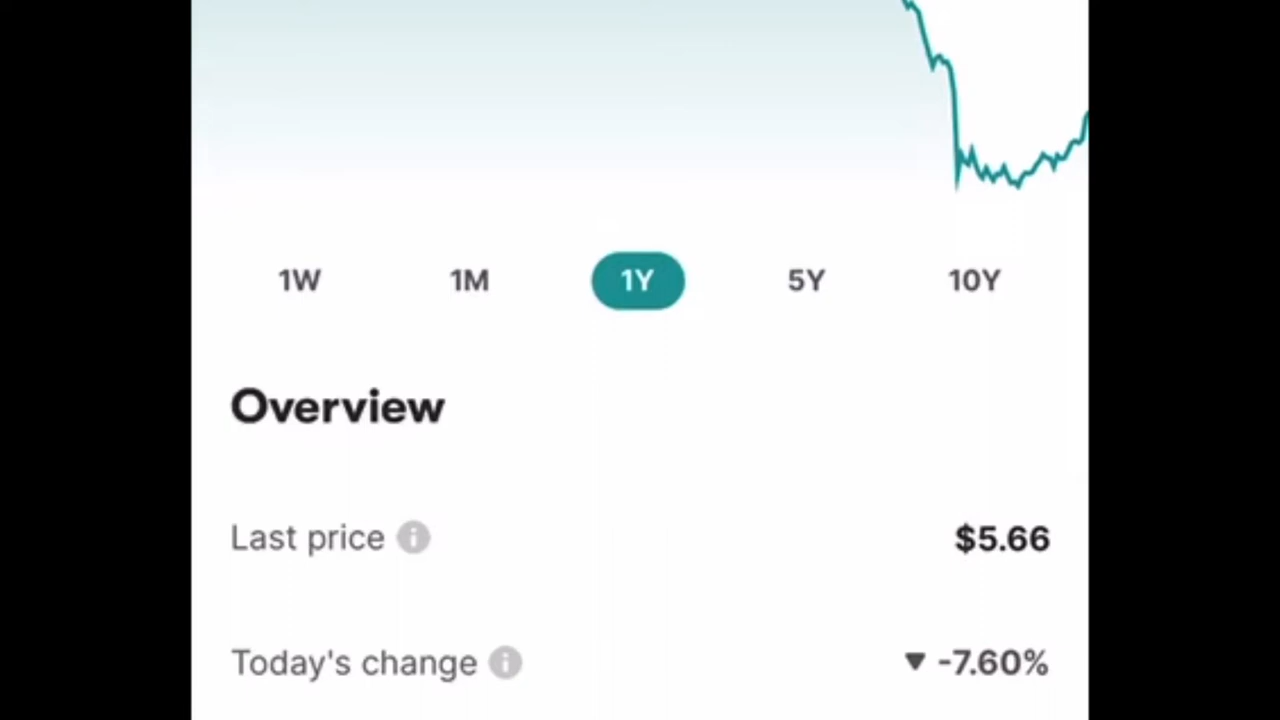 1W 1M 1Y 5Y 10Y
Overview
Last price $5.66
Today's change ▼ -7.60%